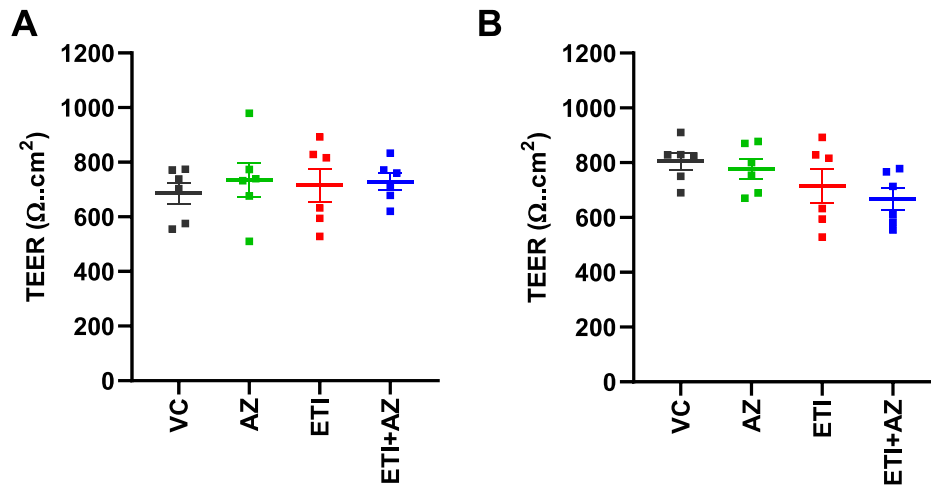 A
TEER (Ω..cm²)
1200
1000
800
600
400
200
0
VC
AZ
ETI
ETI+AZ
B
TEER (Ω..cm²)
1200
1000
800
600
400
200
0
VC
AZ
ETI
ETI+AZ